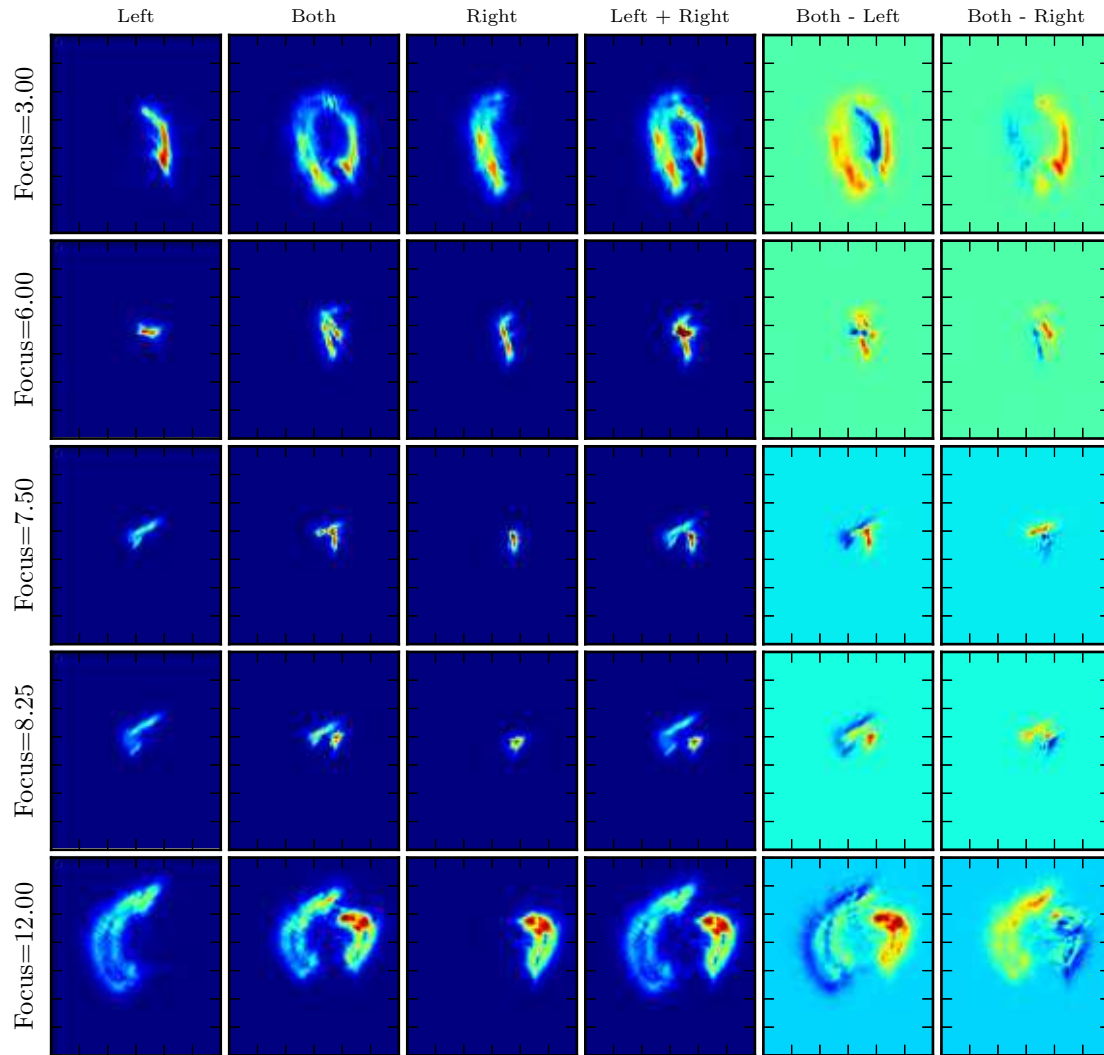 Left Both Right Left + Right Both - Left Both - Right
Focus=3.00
Focus=6.00
Focus=7.50
Focus=8.25
Focus=12.00